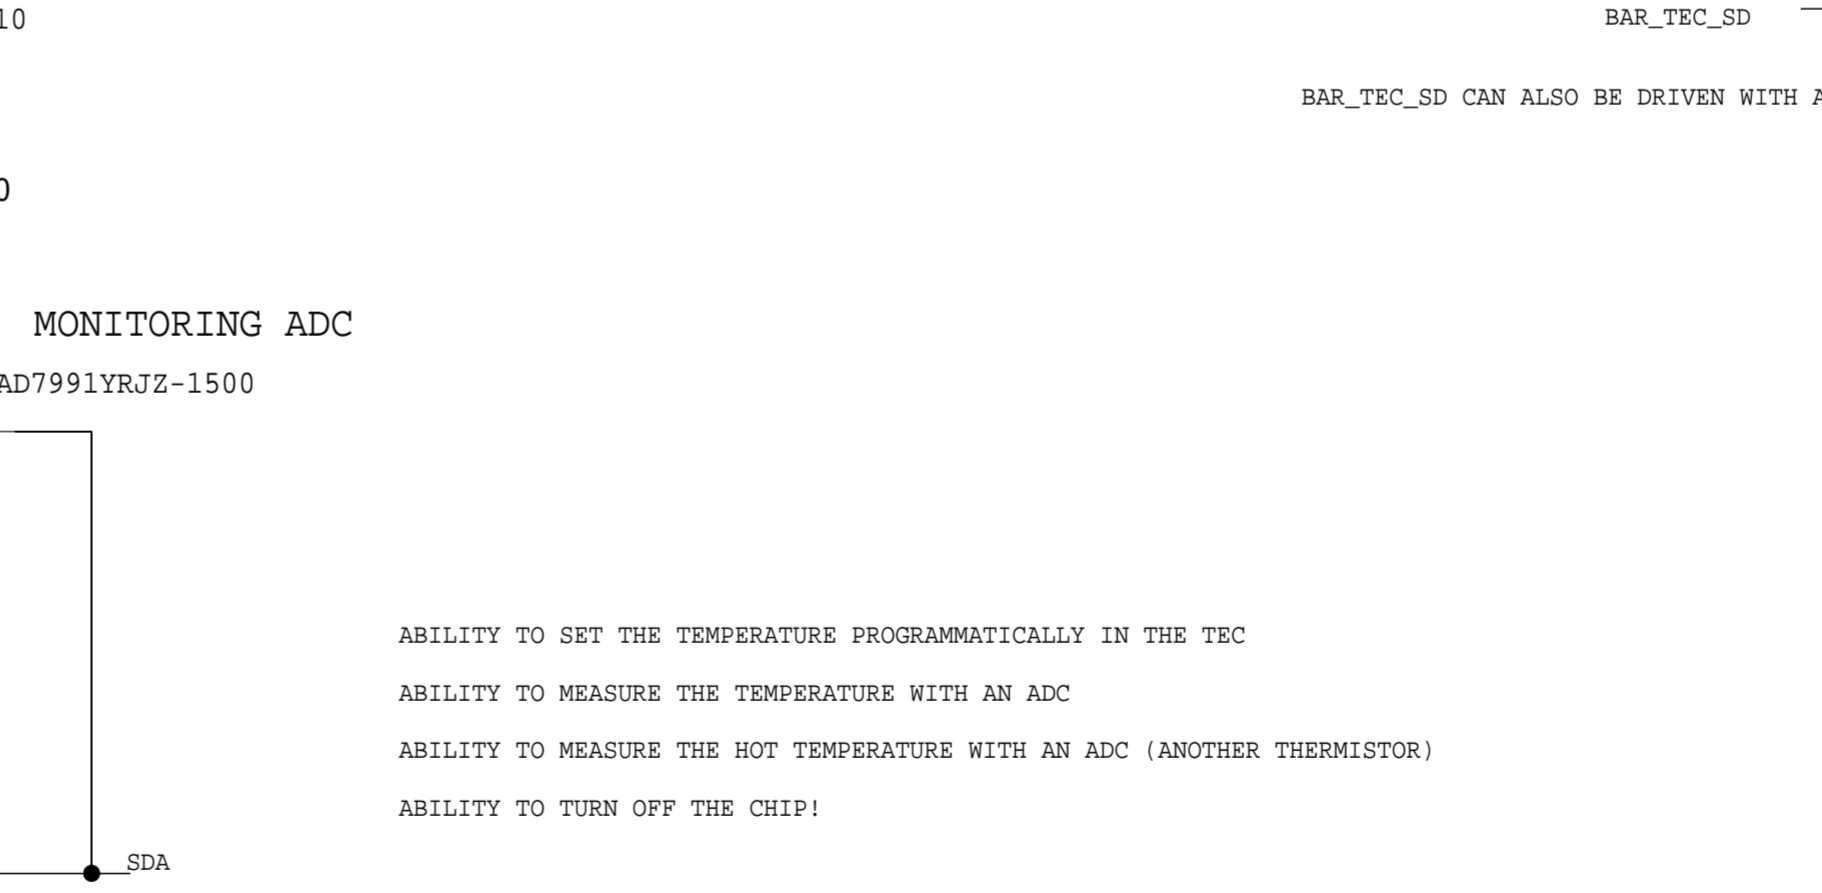 10
BAR_TEC_SD
BAR_TEC_SD CAN ALSO BE DRIVEN WITH A
0
MONITORING ADC
AD7991YRJZ-1500
ABILITY TO SET THE TEMPERATURE PROGRAMMATICALLY IN THE TEC
ABILITY TO MEASURE THE TEMPERATURE WITH AN ADC
ABILITY TO MEASURE THE HOT TEMPERATURE WITH AN ADC (ANOTHER THERMISTOR)
ABILITY TO TURN OFF THE CHIP!
SDA